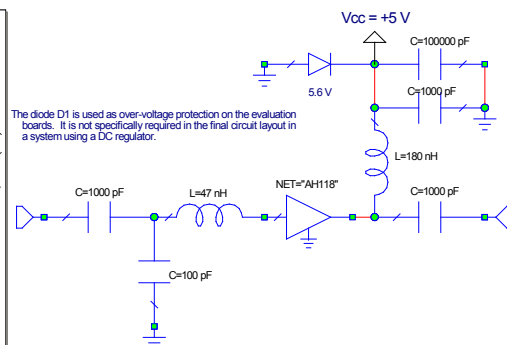 Vcc = +5 V
C=100000 pF
5.6 V
C=1000 pF
The diode D1 is used as over-voltage protection on the evaluation
boards. It is not specifically required in the final circuit layout in
a system using a DC regulator.
L=180 nH
C=1000 pF
L=47 nH
NET="AH118"
C=1000 pF
C=100 pF